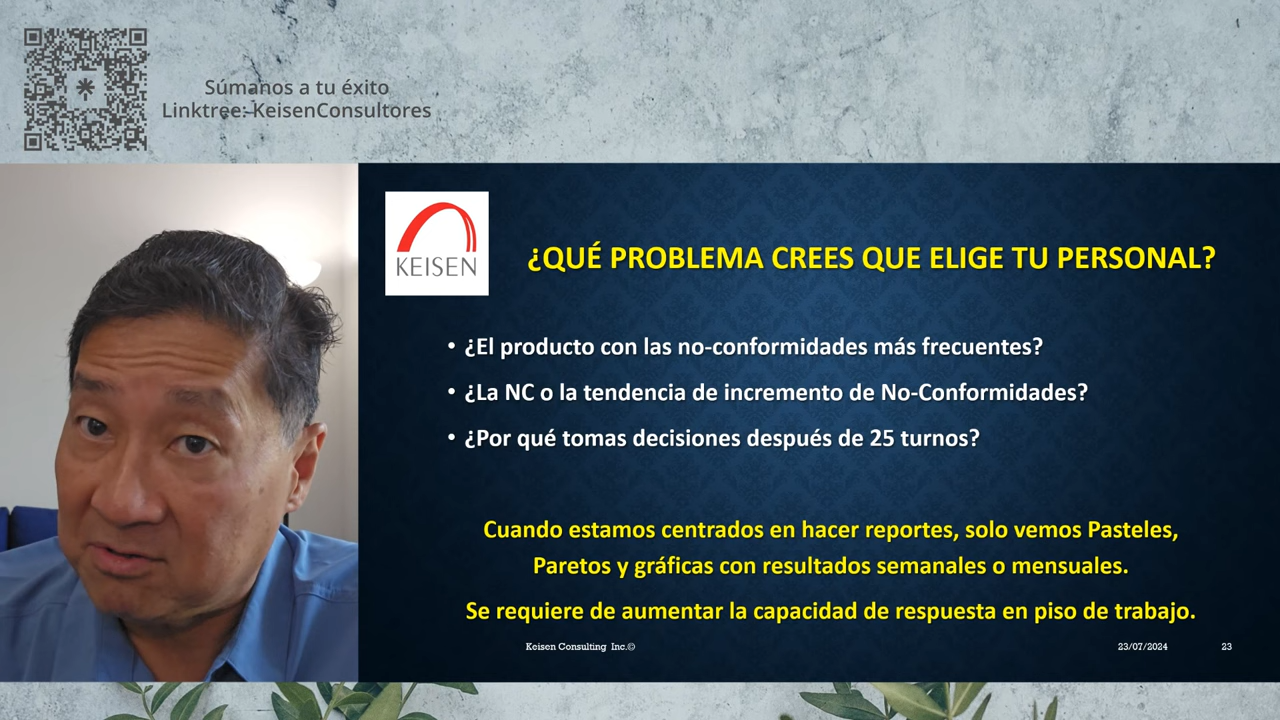 Súmanos a tu éxito
Linktree: KeisenConsultores
KEISEN
¿QUÉ PROBLEMA CREES QUE ELIGE TU PERSONAL?
• ¿El producto con las no-conformidades más frecuentes?
• ¿La NC o la tendencia de incremento de No-Conformidades?
• ¿Por qué tomas decisiones después de 25 turnos?
Cuando estamos centrados en hacer reportes, solo vemos Pasteles,
Paretos y gráficas con resultados semanales o mensuales.
Se requiere de aumentar la capacidad de respuesta en piso de trabajo.
Keisen Consulting Inc.©
23/07/2024
23